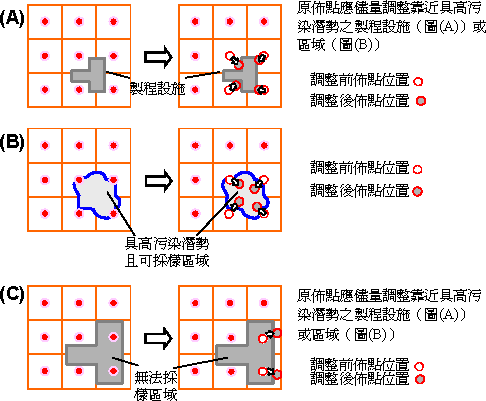 (A)
原佈點應儘量調整靠近具高污
染潛勢之製程設施（圖(A)）或
區域（圖(B)）
製程設施
調整前佈點位置
調整後佈點位置
(B)
調整前佈點位置
調整後佈點位置
具高污染潛勢
且可採樣區域
(C)
原佈點應儘量調整靠近具高污
染潛勢之製程設施（圖(A)）
或區域（圖(B)）
無法採
樣區域
調整前佈點位置
調整後佈點位置